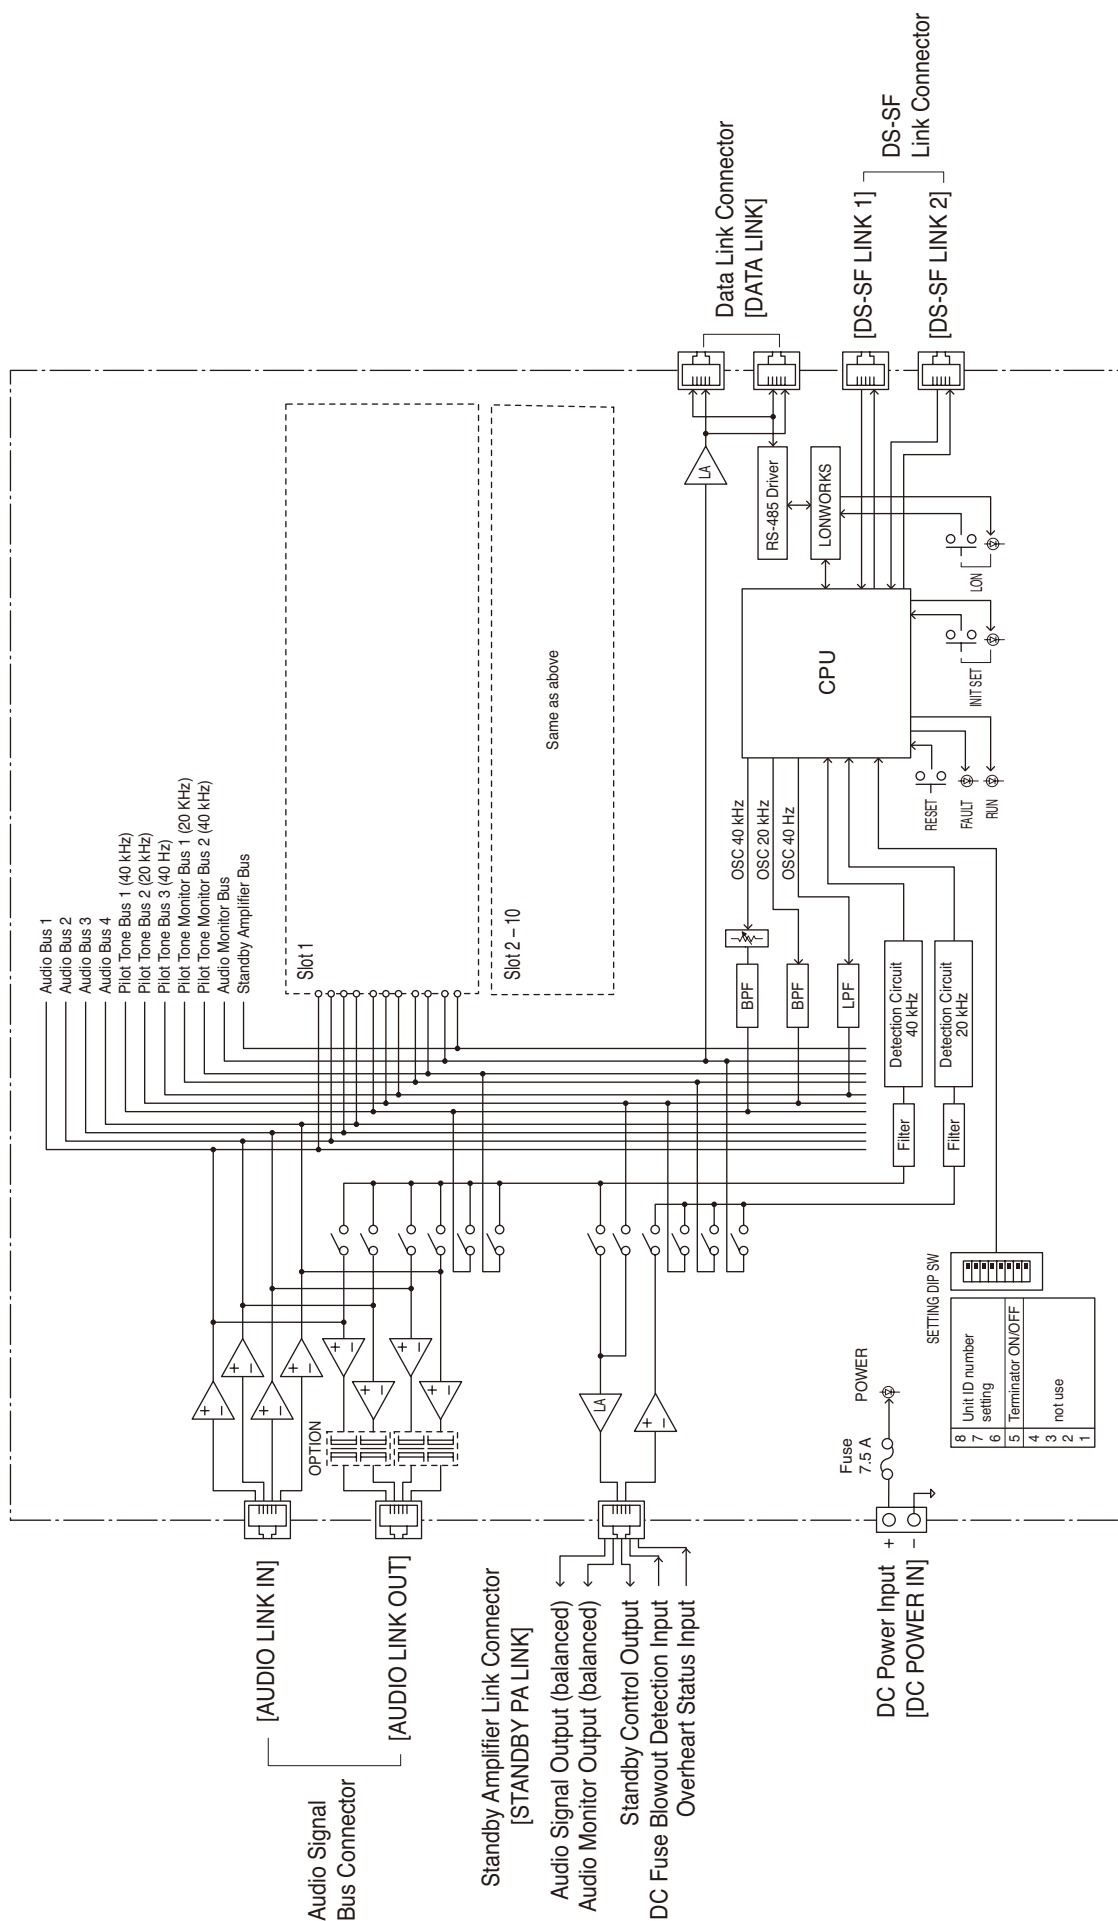 Audio Signal
Bus Connector
[AUDIO LINK IN]
[AUDIO LINK OUT]
OPTION
+
−
+
−
+
−
+
−
+
−
+
−
+
−
+
−
Audio Bus 1
Audio Bus 2
Audio Bus 3
Audio Bus 4
Pilot Tone Bus 1 (40 kHz)
Pilot Tone Bus 2 (20 kHz)
Pilot Tone Bus 3 (40 Hz)
Pilot Tone Monitor Bus 1 (20 KHz)
Pilot Tone Monitor Bus 2 (40 kHz)
Audio Monitor Bus
Standby Amplifier Bus
Slot 1
Slot 2 – 10
Same as above
Standby Amplifier Link Connector
[STANDBY PA LINK]
Audio Signal Output (balanced)
Audio Monitor Output (balanced)
Standby Control Output
DC Fuse Blowout Detection Input
Overheart Status Input
LA
+
−
LA
Data Link Connector
[DATA LINK]
RS-485 Driver
LONWORKS
DS-SF
Link Connector
[DS-SF LINK 1]
[DS-SF LINK 2]
CPU
OSC 40 kHz
OSC 20 kHz
OSC 40 Hz
BPF
BPF
LPF
Filter
Detection Circuit
40 kHz
Filter
Detection Circuit
20 kHz
RESET
FAULT
RUN
INIT SET
LON
DC Power Input
[DC POWER IN]
+
−
Fuse
7.5 A
POWER
SETTING DIP SW
8
7
6
Unit ID number
setting
5
Terminator ON/OFF
4
3
2
1
not use